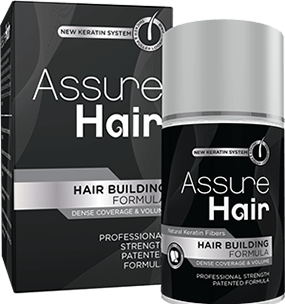 NEW KERATIN SYSTEM
Assure
Hair
HAIR BUILDING
FORMULA
DENSE COVERAGE & VOLUME
PROFESSIONAL
STRENGTH
PATENTED
FORMULA
NEW KERATIN SYSTEM
Assure
Hair
Natural Keratin Fibers
HAIR BUILDING
FORMULA
DENSE COVERAGE & VOLUME
PROFESSIONAL STRENGTH
PATENTED-FORMULA